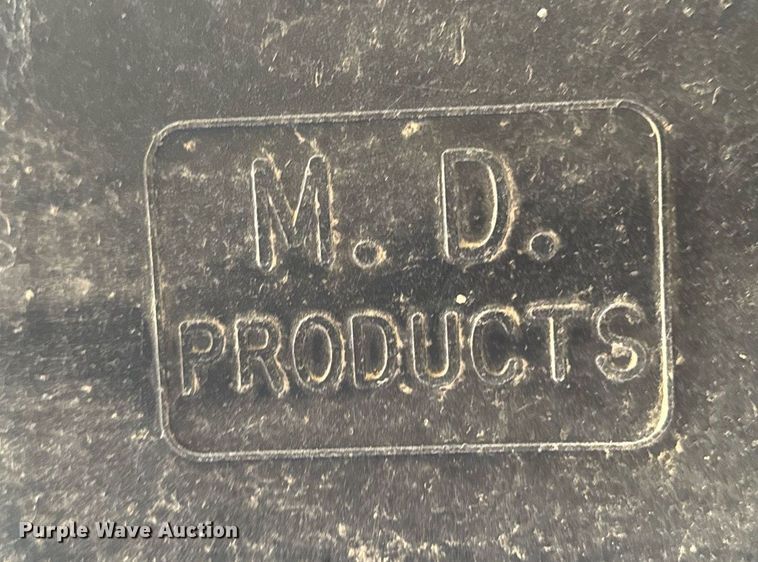 M. D.
PRODUCTS
Purple Wave Auction